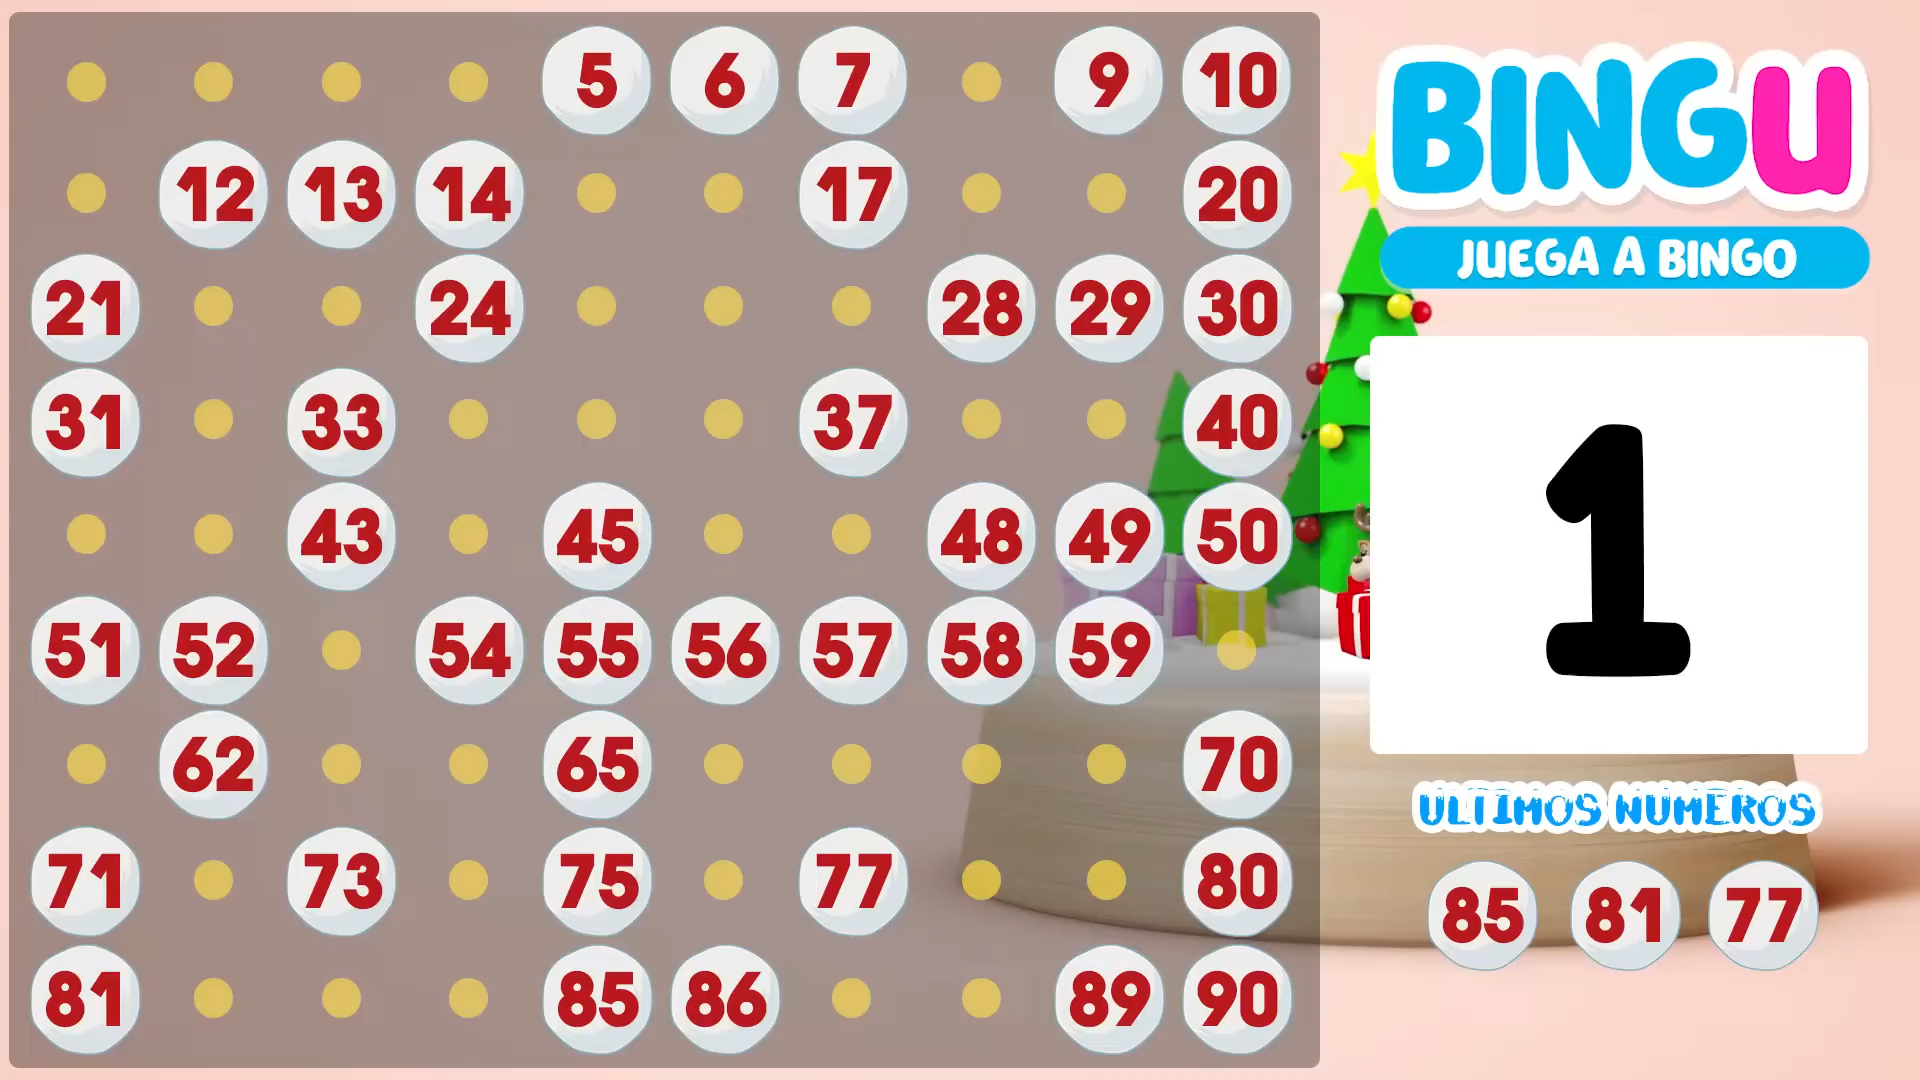 5 6 7 9 10
12 13 14 17 20
21 24 28 29 30
31 33 37 40
43 45 48 49 50
51 52 54 55 56 57 58 59
62 65 70
71 73 75 77 80
81 85 86 89 90
BINGU
JUEGA A BINGO
1
ULTIMOS NUMEROS
85 81 77